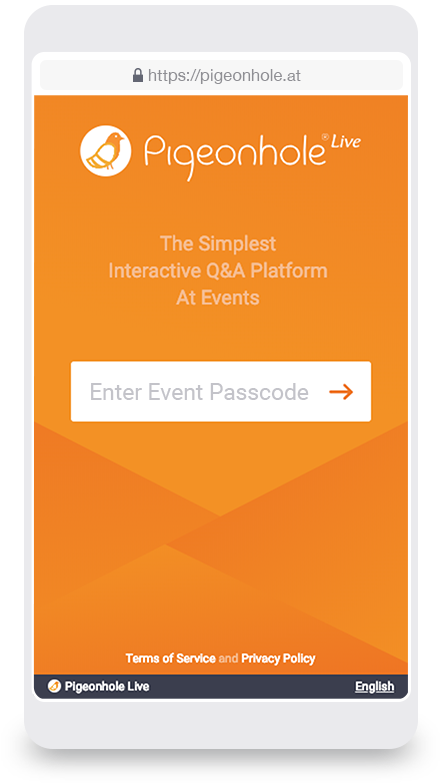 https://pigeonhole.at
Pigeonhole® Live
The Simplest
Interactive Q&A Platform
At Events
Enter Event Passcode
Terms of Service and Privacy Policy
Pigeonhole Live English